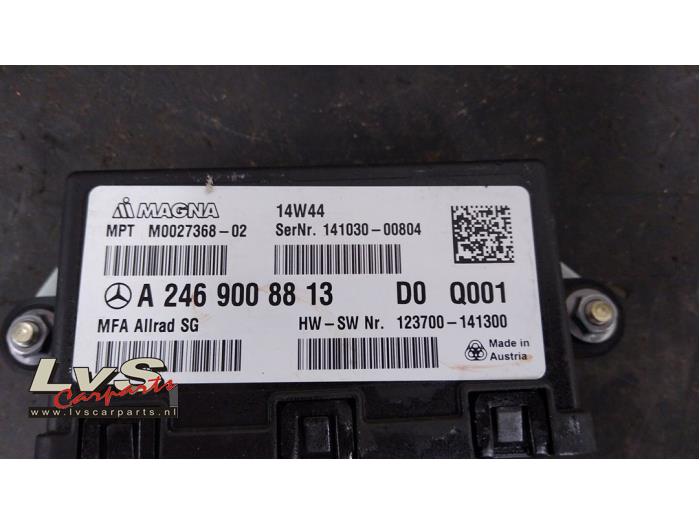 MAGNA 14W44
MPT M0027368-02 SerNr. 141030-00804
A 246 900 88 13 D0 Q001
MFA Allrad SG HW-SW Nr. 123700-141300
Made in
Austria
LvS
Carparts
www.lvscarparts.nl